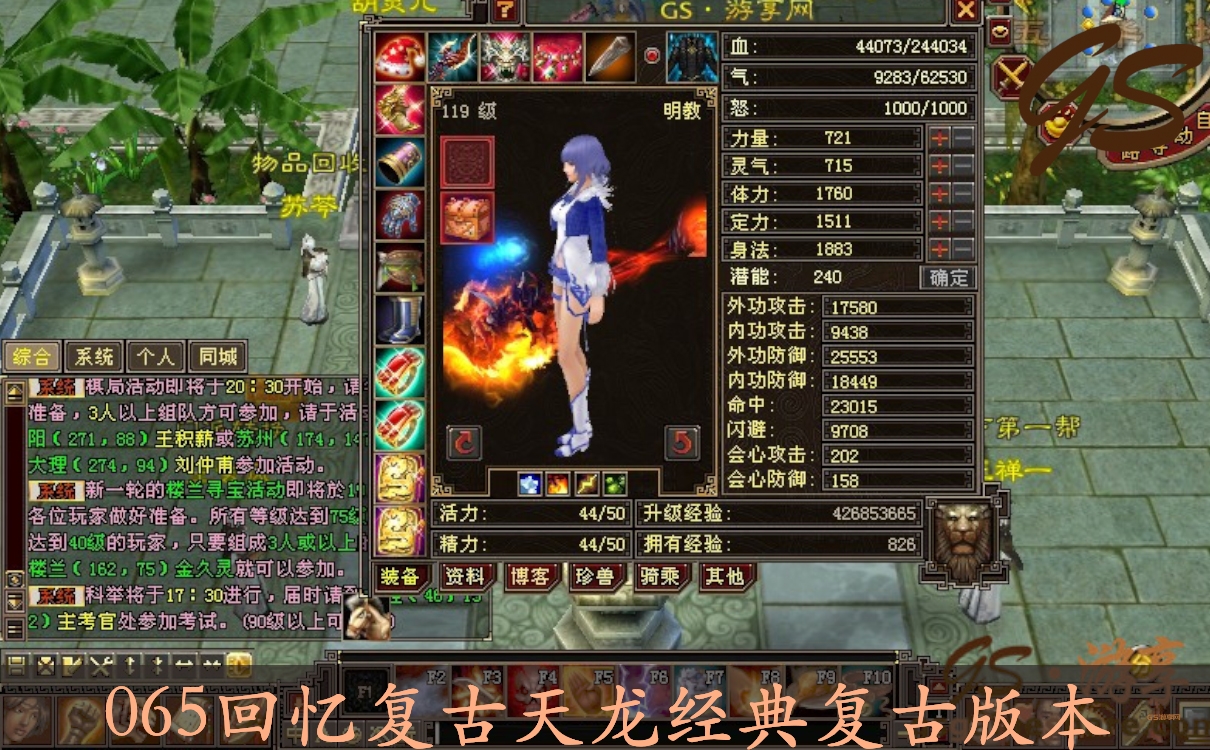 GS·游享网
血: 44073/244034
气: 9283/62530
怒: 1000/1000
119 级
明教
力量: 721
灵气: 715
体力: 1760
定力: 1511
身法: 1883
潜能: 240
确定
外功攻击: 17580
内功攻击: 9438
外功防御: 25553
内功防御: 18449
命中: 23015
闪避: 9708
会心攻击: 202
会心防御: 158
活力: 44/50
升级经验: 426853665
精力: 44/50
拥有经验: 826
装备 资料 博客 珍兽 骑乘 其他
GS
物品回收
苏苓
第一帮
禅一
综合 系统 个人 同城
系统 棋局活动即将于20:30开始,请
准备,3人以上组队方可参加,请于活
阳(271,88)王积薪或苏州(174,14
大理(274,94)刘仲甫参加活动。
系统 新一轮的楼兰寻宝活动即将於1
各位玩家做好准备。所有等级达到75级
达到40级的玩家,只要组成3人或以上
楼兰(162,75)金久灵就可以参加。
系统 科举将于17:30进行,届时请
2)主考官处参加考试。(90级以上可
F1 F2 F3 F4 F5 F6 F7 F8 F9 F10
GS·游享
065回忆复古天龙经典复古版本